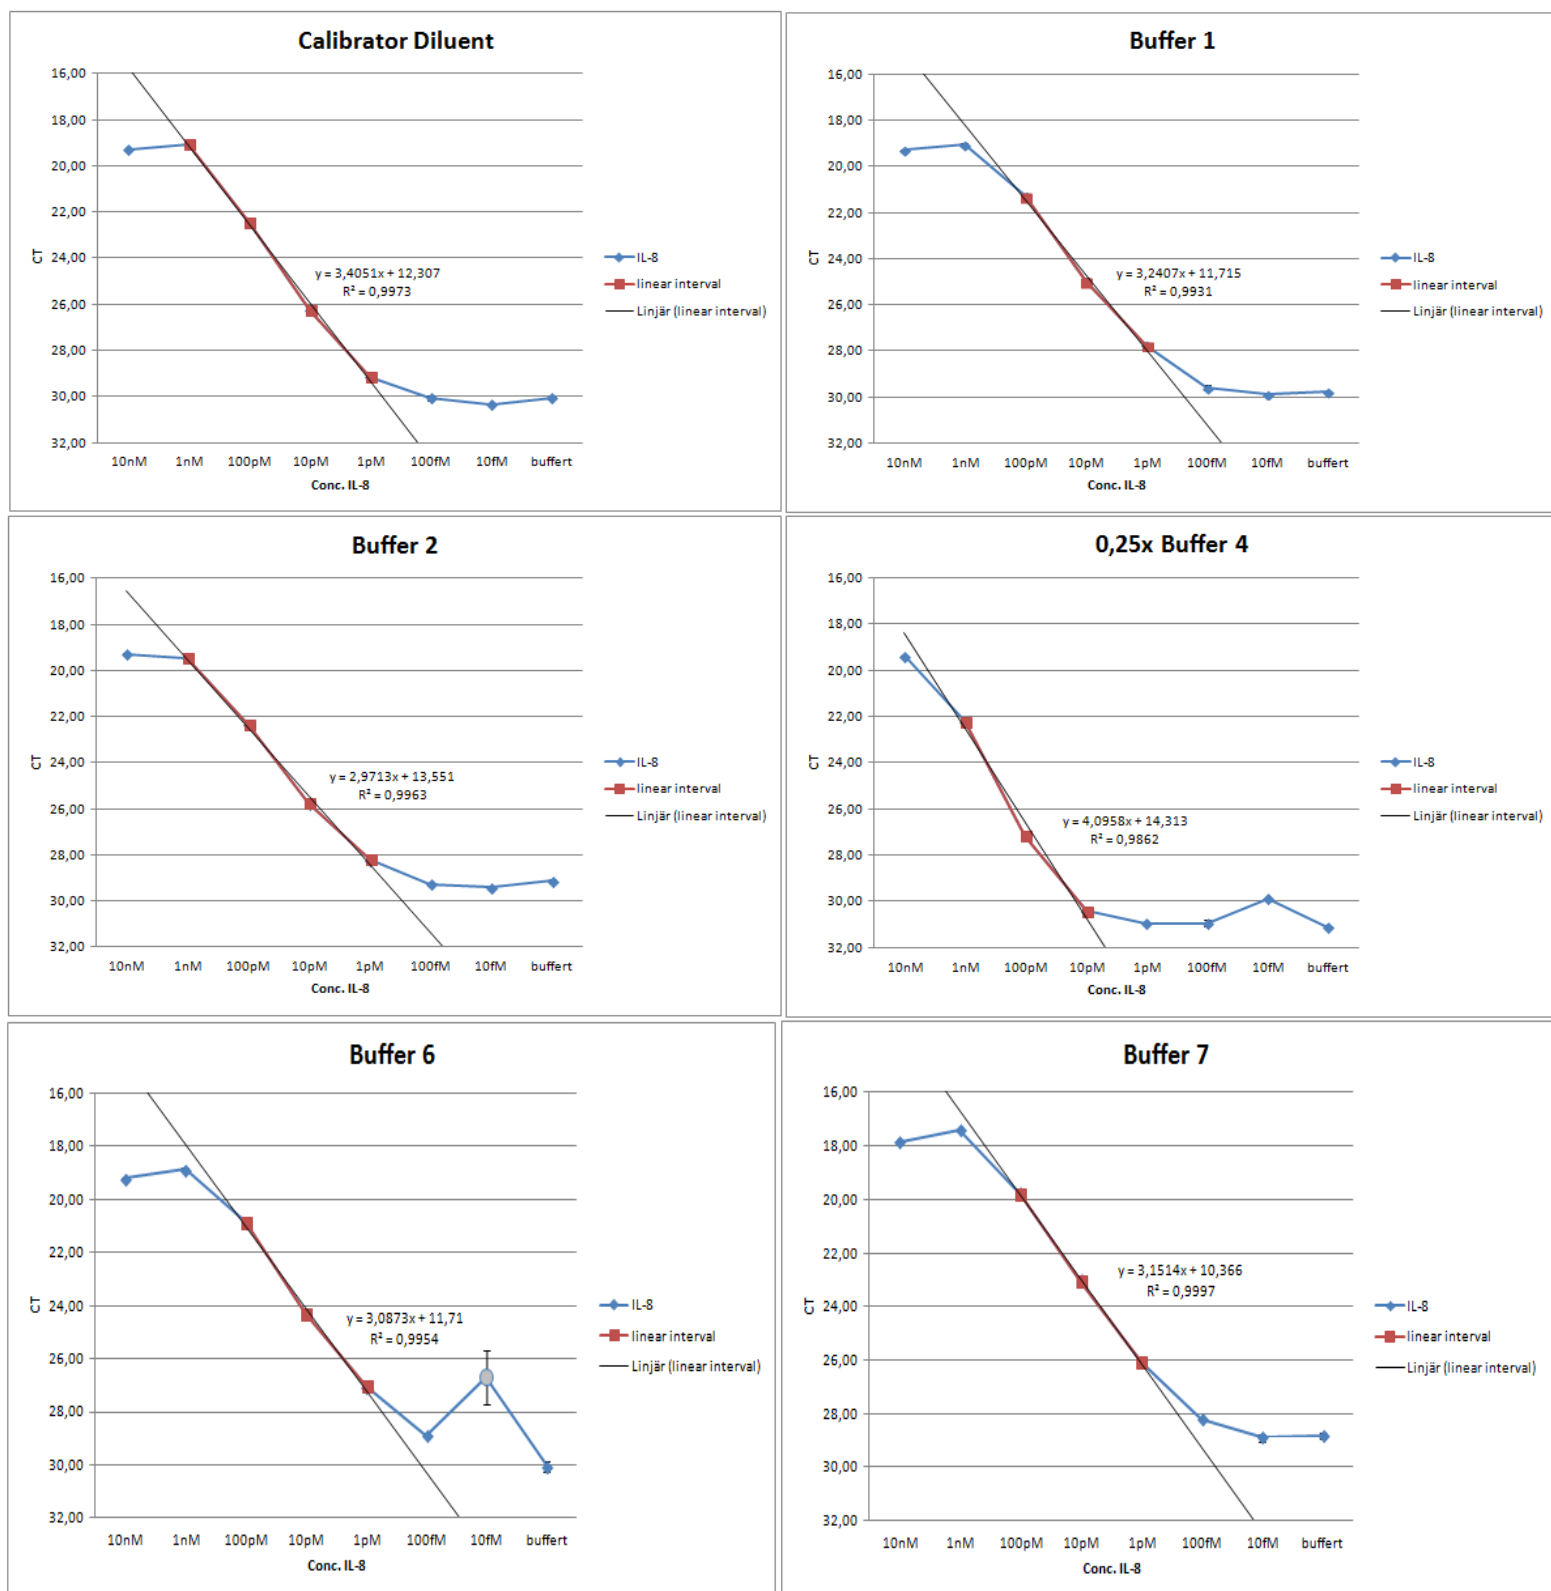 Calibrator Diluent
16,00
18,00
20,00
22,00
24,00
26,00
28,00
30,00
32,00
CT
10nM 1nM 100pM 10pM 1pM 100fM 10fM buffert
Conc. IL-8
y = 3,4051x + 12,307
R² = 0,9973
IL-8
linear interval
Linjär (linear interval)
Buffer 1
16,00
18,00
20,00
22,00
24,00
26,00
28,00
30,00
32,00
CT
10nM 1nM 100pM 10pM 1pM 100fM 10fM buffert
Conc. IL-8
y = 3,2407x + 11,715
R² = 0,9931
IL-8
linear interval
Linjär (linear interval)
Buffer 2
16,00
18,00
20,00
22,00
24,00
26,00
28,00
30,00
32,00
CT
10nM 1nM 100pM 10pM 1pM 100fM 10fM buffert
Conc. IL-8
y = 2,9713x + 13,551
R² = 0,9963
IL-8
linear interval
Linjär (linear interval)
0,25x Buffer 4
16,00
18,00
20,00
22,00
24,00
26,00
28,00
30,00
32,00
CT
10nM 1nM 100pM 10pM 1pM 100fM 10fM buffert
Conc. IL-8
y = 4,0958x + 14,313
R² = 0,9862
IL-8
linear interval
Linjär (linear interval)
Buffer 6
16,00
18,00
20,00
22,00
24,00
26,00
28,00
30,00
32,00
CT
10nM 1nM 100pM 10pM 1pM 100fM 10fM buffert
Conc. IL-8
y = 3,0873x + 11,71
R² = 0,9954
IL-8
linear interval
Linjär (linear interval)
Buffer 7
16,00
18,00
20,00
22,00
24,00
26,00
28,00
30,00
32,00
CT
10nM 1nM 100pM 10pM 1pM 100fM 10fM buffert
Conc. IL-8
y = 3,1514x + 10,366
R² = 0,9997
IL-8
linear interval
Linjär (linear interval)